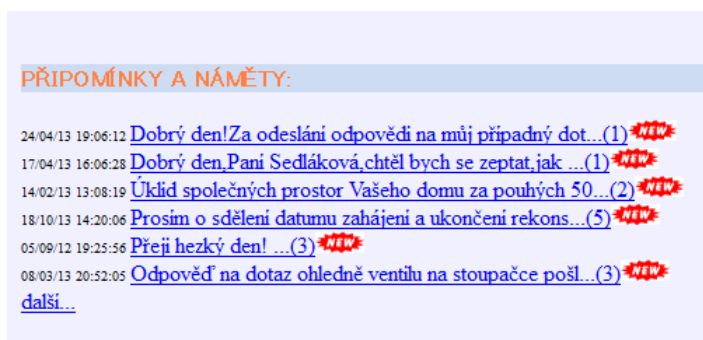 PŘIPOMÍNKY A NÁMĚTY:
24/04/13 19:06:12 Dobrý den!Za odeslání odpovědi na můj případný dot...(1) NEW
17/04/13 16:06:28 Dobrý den,Paní Sedláková,chtěl bych se zeptat,jak ...(1) NEW
14/02/13 13:08:19 Úklid společných prostor Vašeho domu za pouhých 50...(2) NEW
18/10/13 14:20:06 Prosím o sdělení datumu zahájení a ukončení rekons...(5) NEW
05/09/12 19:25:56 Přeji hezký den! ...(3) NEW
08/03/13 20:52:05 Odpověď na dotaz ohledně ventilu na stoupačce pošl...(3) NEW
další...